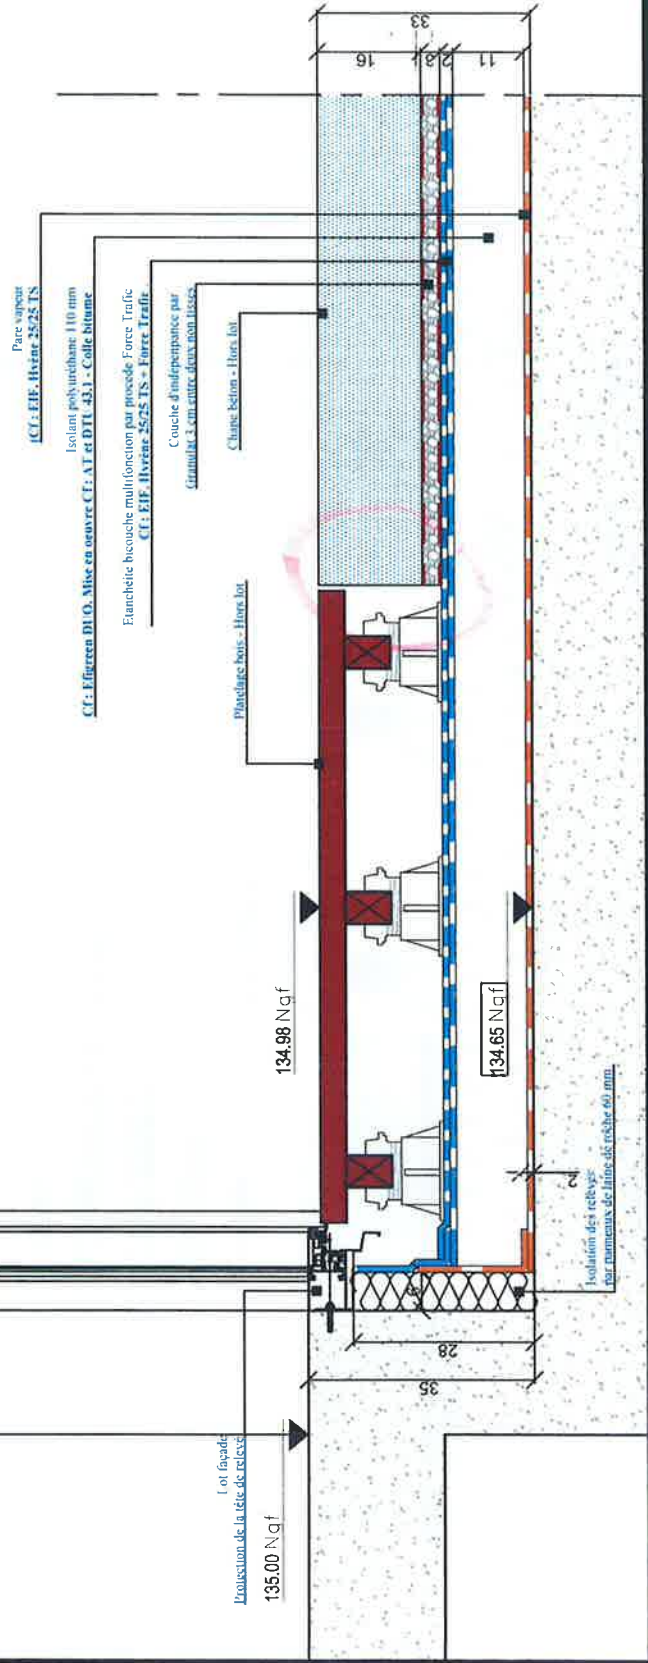 Pare vapeur
(Cf : EIF, Hyrène 25/25 TS
Isolant polyuréthane 110 mm
Cf : Efigreen DUO, Mise en oeuvre Cf : AT et DTU 43.1 - Colle bitume
Etanchéité bicouche multifonction par procédé Force Trafic
Cf : EIF, Hyrène 25/25 TS + Force Trafic
Couche d'indépenpance par
Granulat 3 cm entre deux non tissés
Chape béton - Hors lot
Platelage bois - Hors lot
134.98 Ngf
134.65 Ngf
Lot façade
Protection de la tête de relevé
135.00 Ngf
Isolation des relevés
par panneaux de laine de roche 60 mm
33
16
3
2
11
2
28
35
6